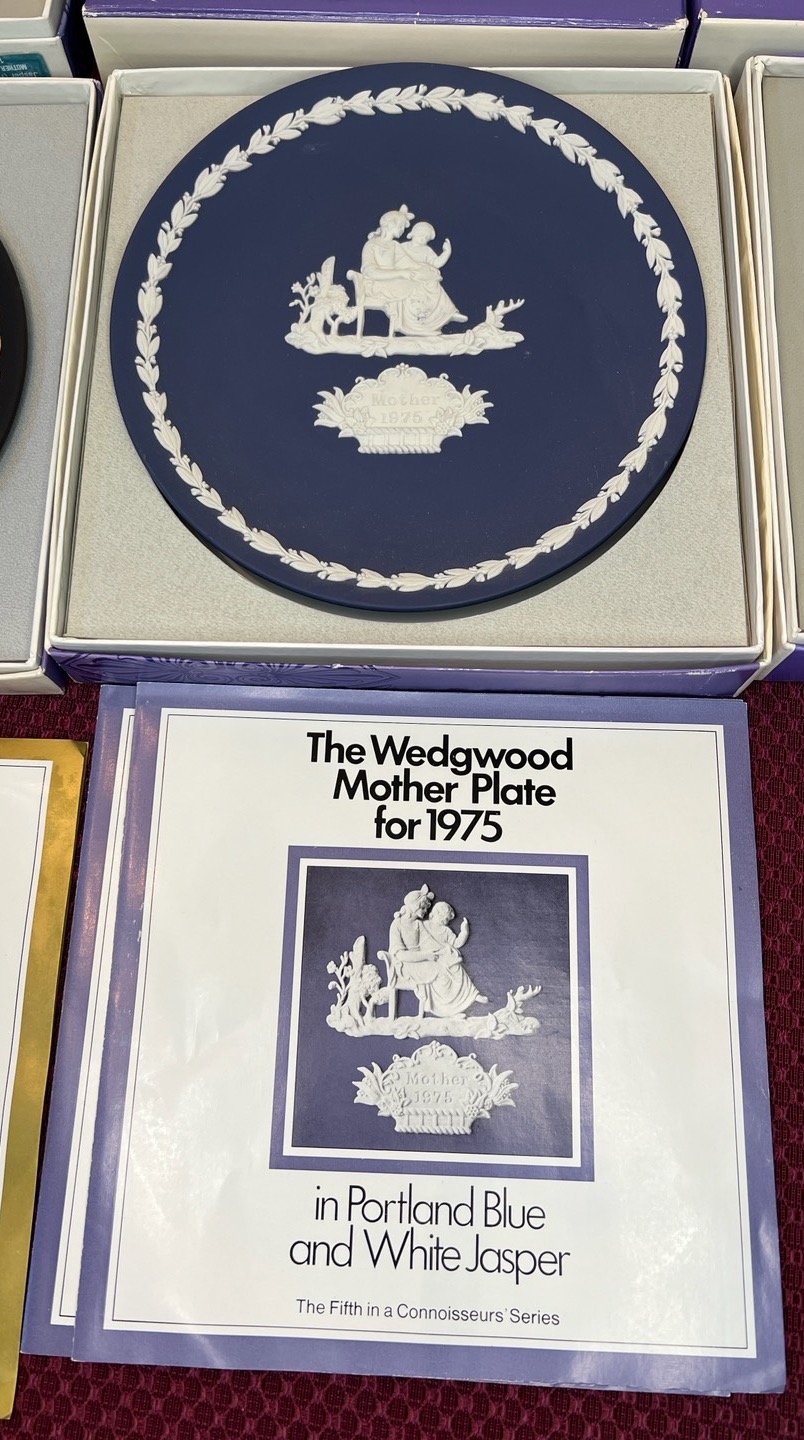 MOTHER
Mother
1975
The Wedgwood
Mother Plate
for 1975
Mother
1975
in Portland Blue
and White Jasper
The Fifth in a Connoisseurs' Series